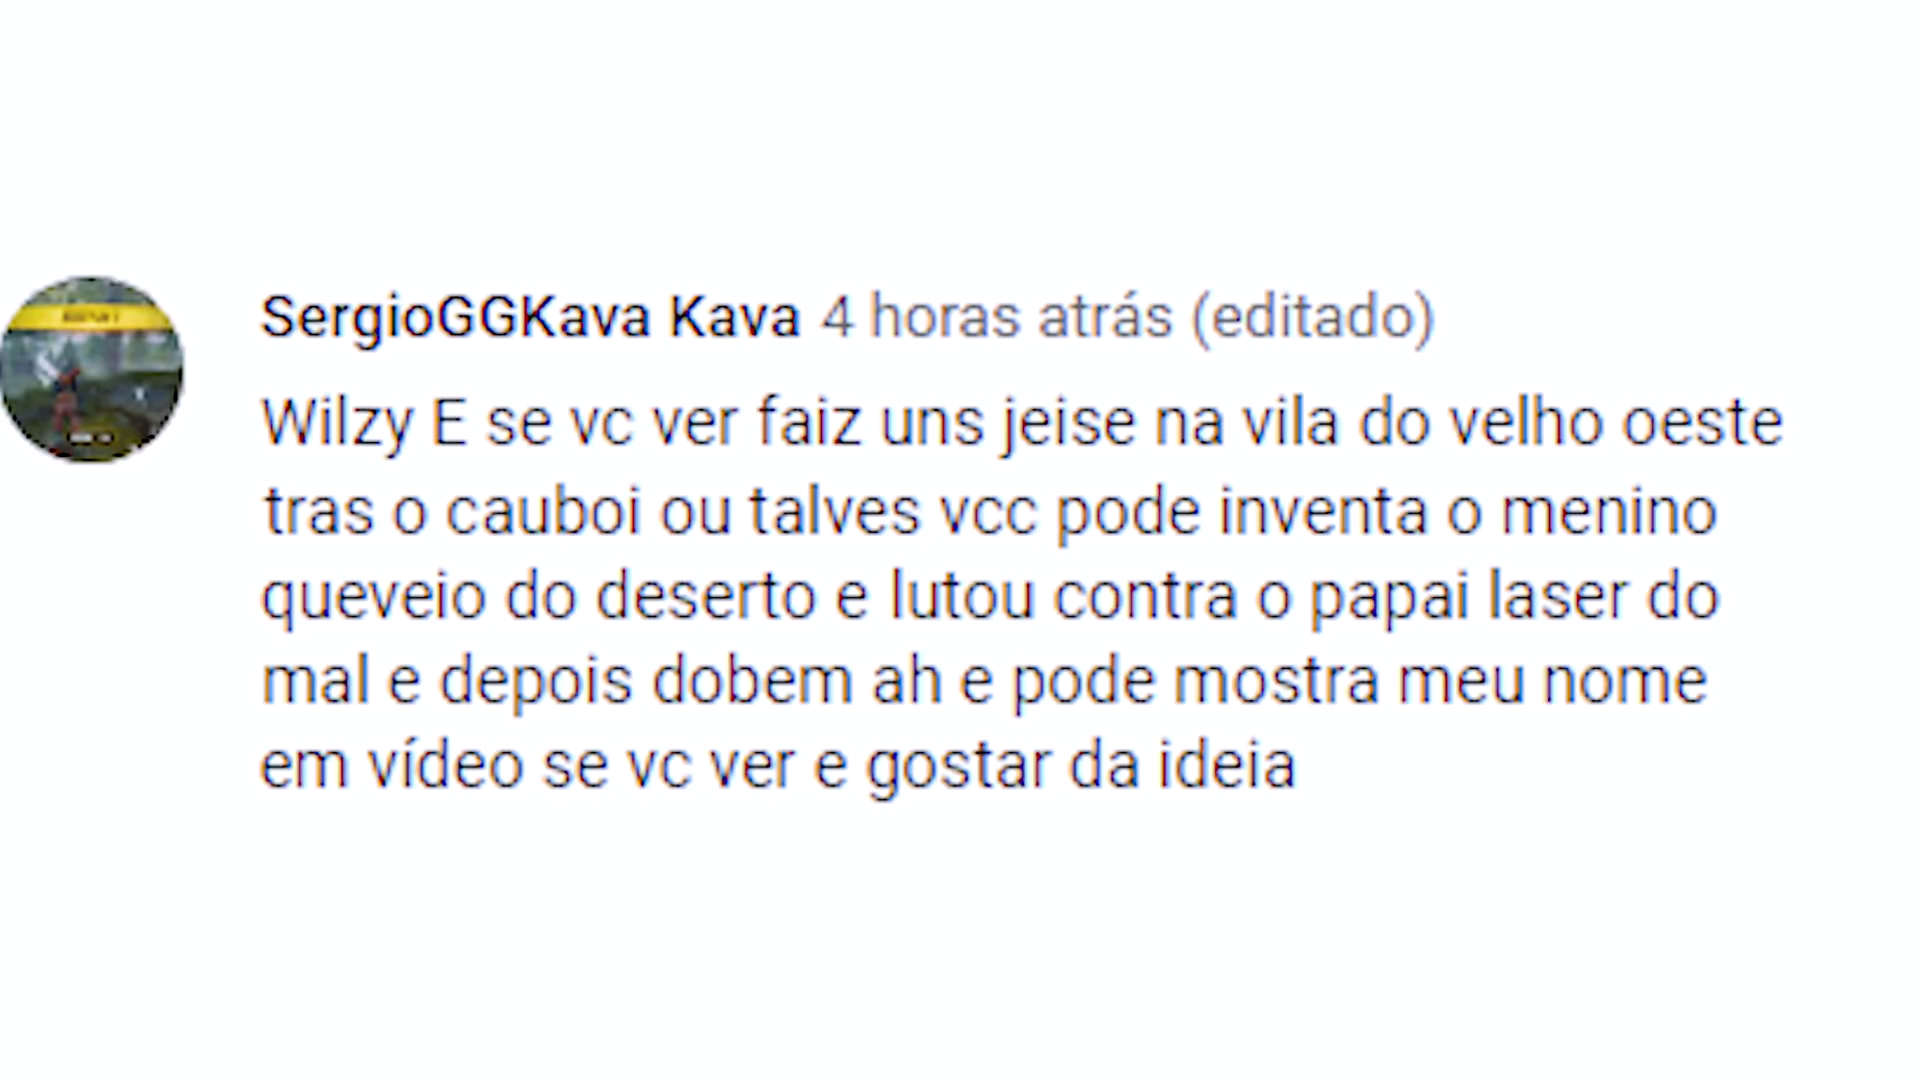 SergioGGKava Kava 4 horas atrás (editado)
Wilzy E se vc ver faiz uns jeise na vila do velho oeste
tras o cauboi ou talves vcc pode inventa o menino
queveio do deserto e lutou contra o papai laser do
mal e depois dobem ah e pode mostra meu nome
em vídeo se vc ver e gostar da ideia